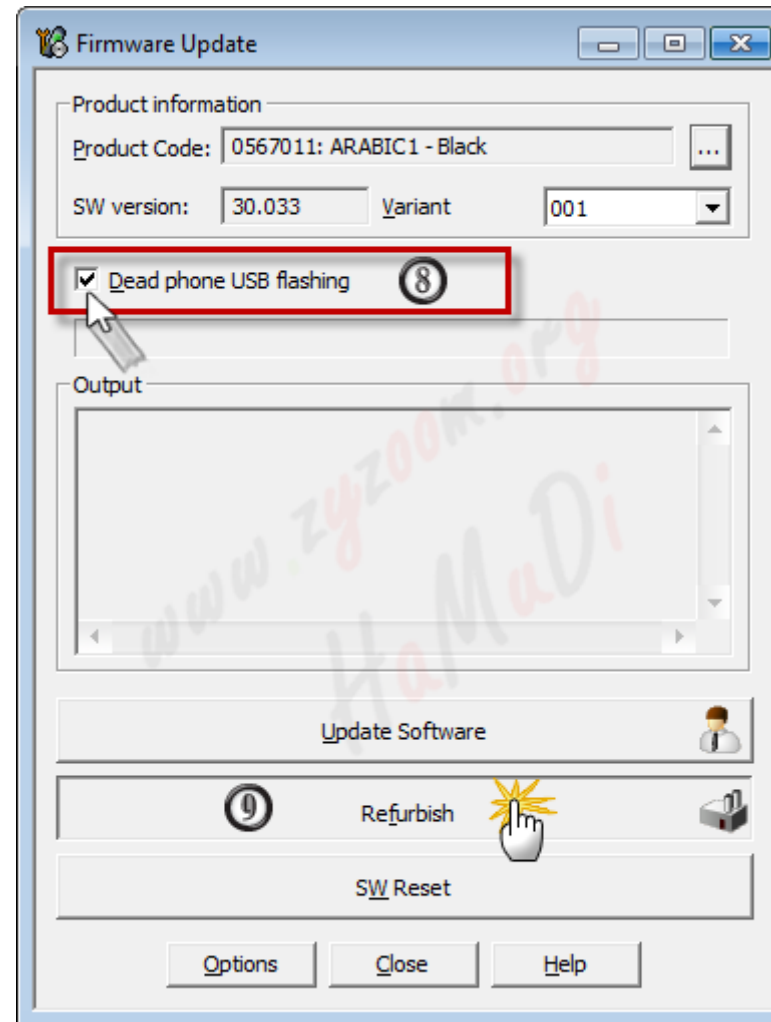 Firmware Update
Product information
Product Code: 0567011: ARABIC1 - Black ...
SW version: 30.033 Variant 001
Dead phone USB flashing 8
Output
www.zyzoom.org
HaMuDi
Update Software
9 Refurbish
SW Reset
Options Close Help